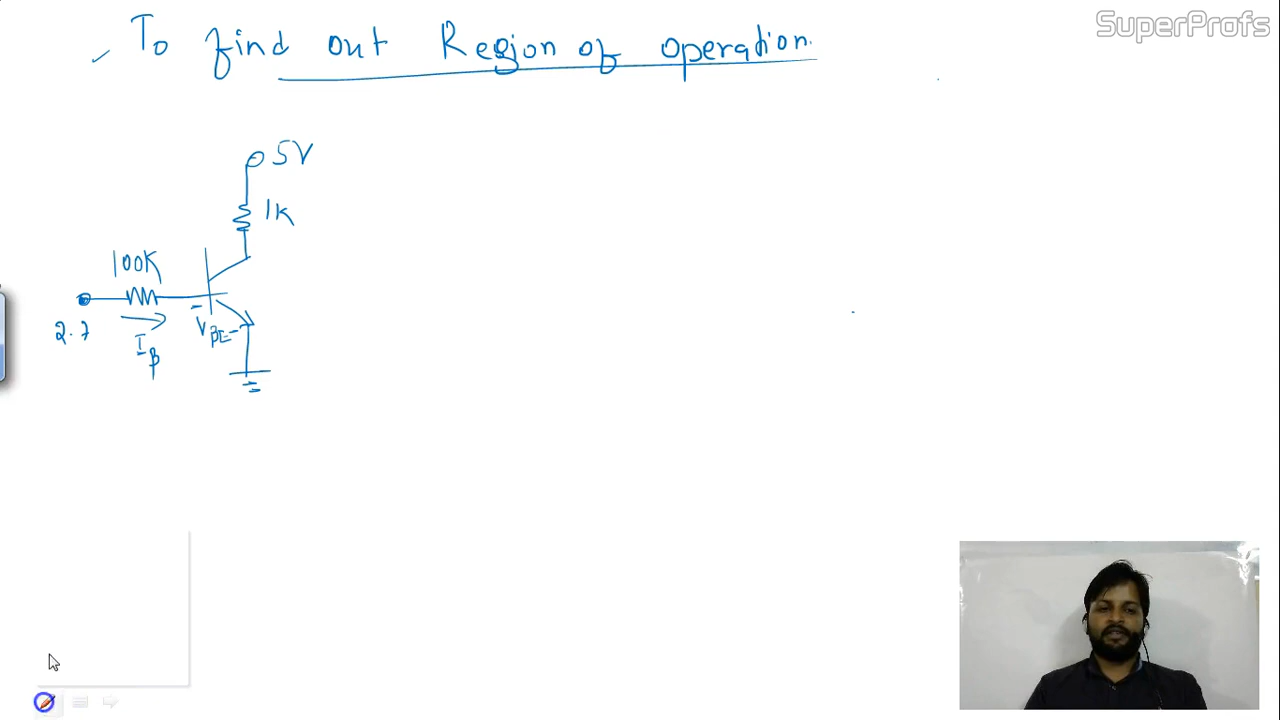 SuperProfs
To find out Region of operation.
5V
1K
100K
2.7
VBE
IB